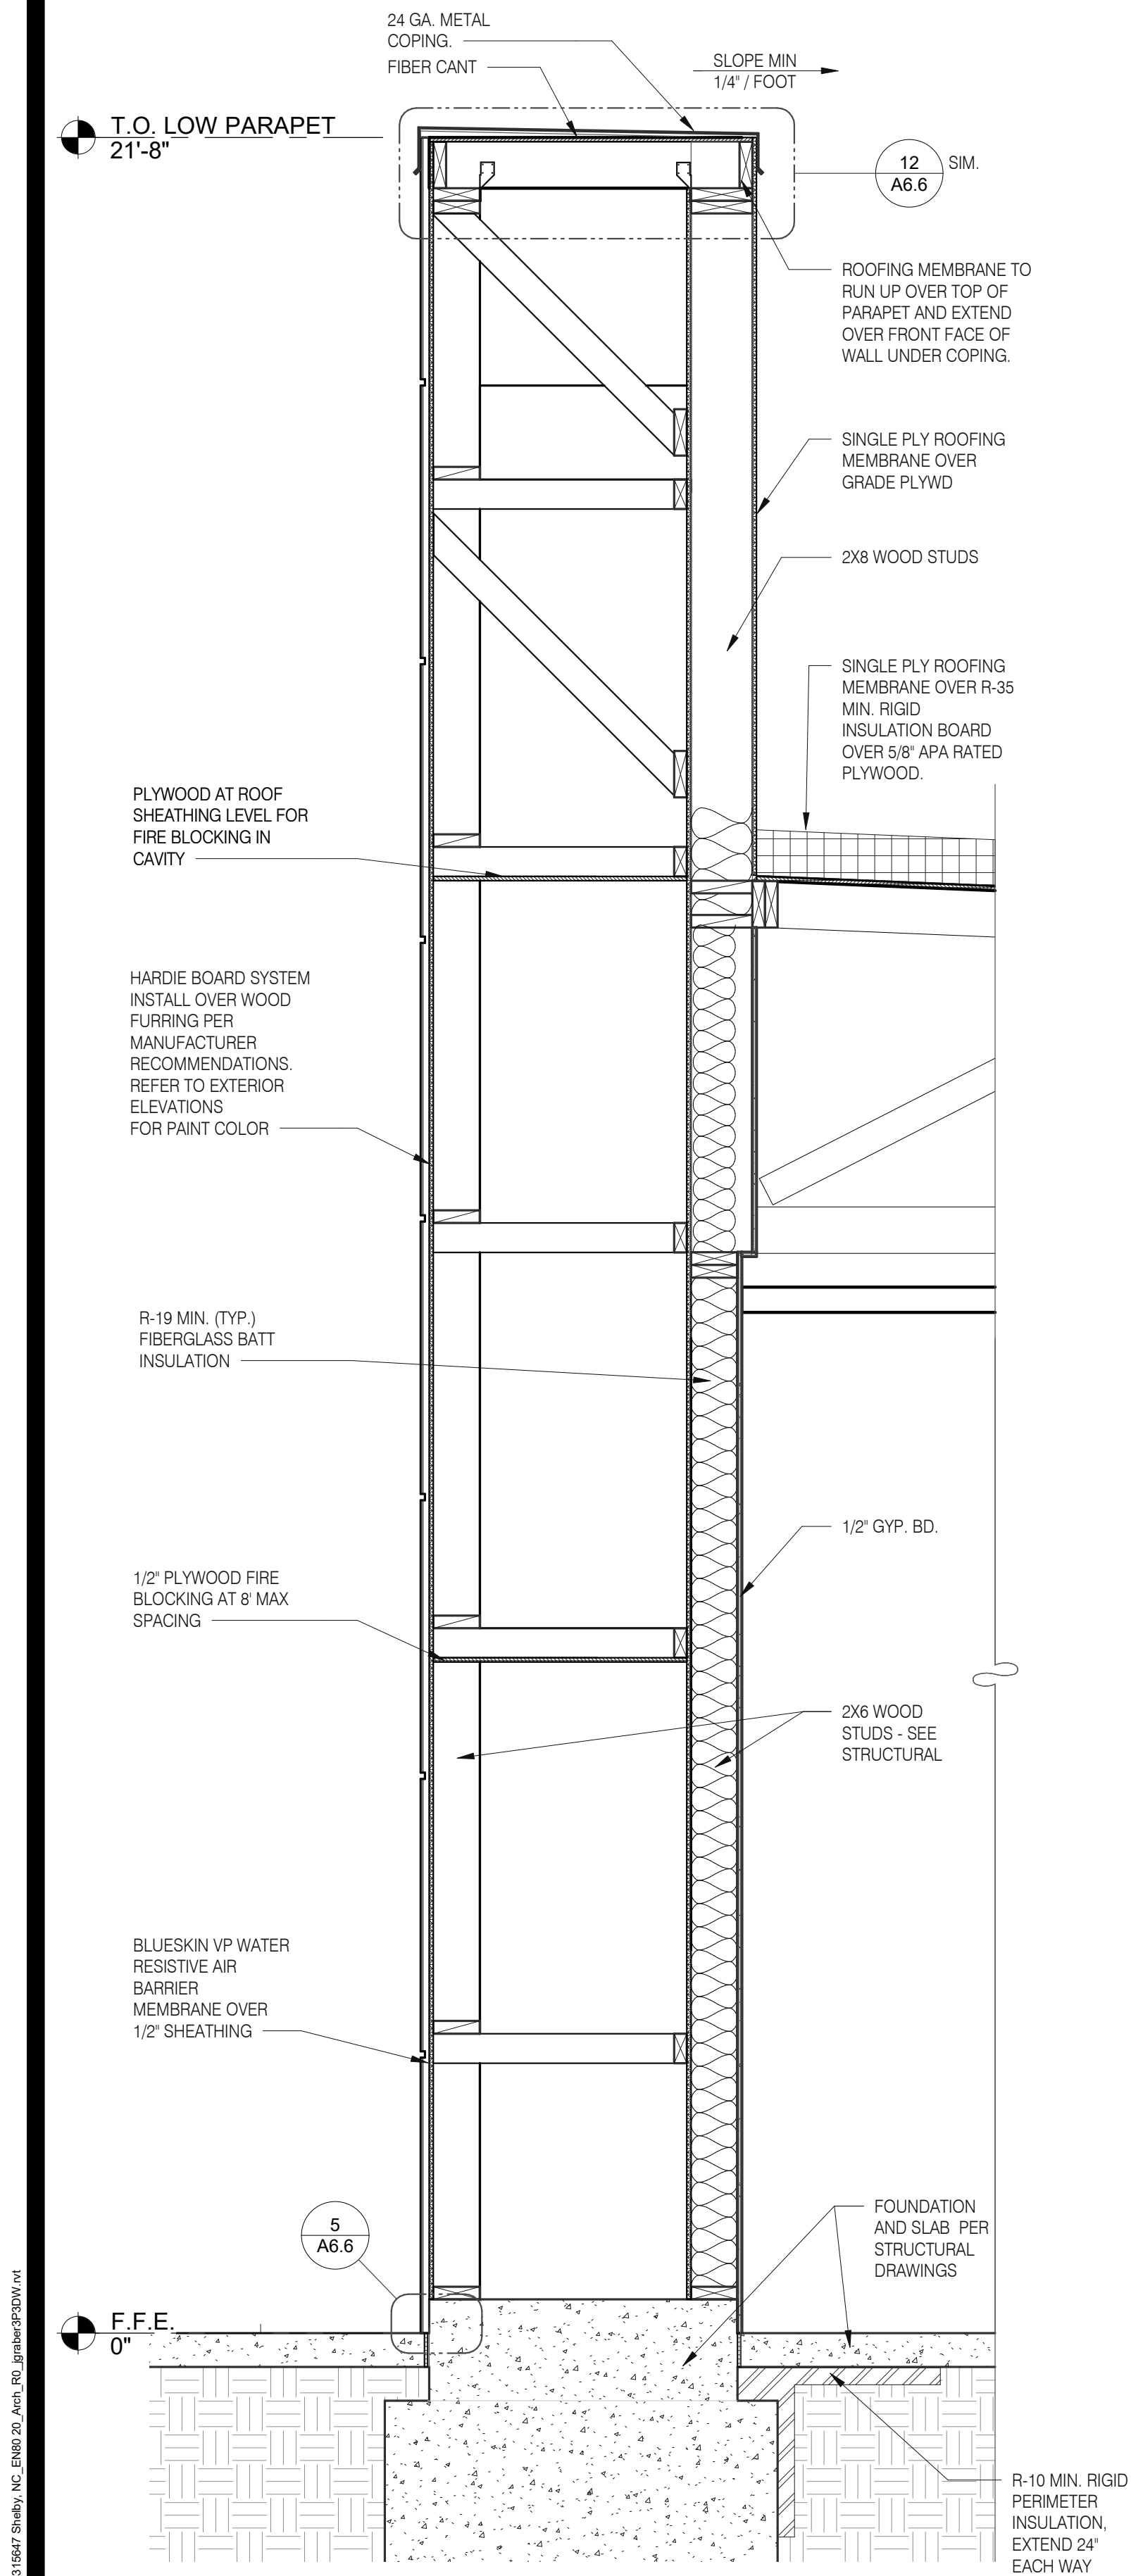 24 GA. METAL
COPING.
FIBER CANT
SLOPE MIN
1/4" / FOOT
T.O. LOW PARAPET
21'-8"
12
A6.6
SIM.
ROOFING MEMBRANE TO
RUN UP OVER TOP OF
PARAPET AND EXTEND
OVER FRONT FACE OF
WALL UNDER COPING.
SINGLE PLY ROOFING
MEMBRANE OVER
GRADE PLYWD
2X8 WOOD STUDS
SINGLE PLY ROOFING
MEMBRANE OVER R-35
MIN. RIGID
INSULATION BOARD
OVER 5/8" APA RATED
PLYWOOD.
PLYWOOD AT ROOF
SHEATHING LEVEL FOR
FIRE BLOCKING IN
CAVITY
HARDIE BOARD SYSTEM
INSTALL OVER WOOD
FURRING PER
MANUFACTURER
RECOMMENDATIONS.
REFER TO EXTERIOR
ELEVATIONS
FOR PAINT COLOR
R-19 MIN. (TYP.)
FIBERGLASS BATT
INSULATION
1/2" GYP. BD.
1/2" PLYWOOD FIRE
BLOCKING AT 8' MAX
SPACING
2X6 WOOD
STUDS - SEE
STRUCTURAL
BLUESKIN VP WATER
RESISTIVE AIR
BARRIER
MEMBRANE OVER
1/2" SHEATHING
5
A6.6
FOUNDATION
AND SLAB PER
STRUCTURAL
DRAWINGS
F.F.E.
0"
R-10 MIN. RIGID
PERIMETER
INSULATION,
EXTEND 24"
EACH WAY
315647 Shelby, NC_EN80 20_Arch_R0_jgraber3P3DW.rvt